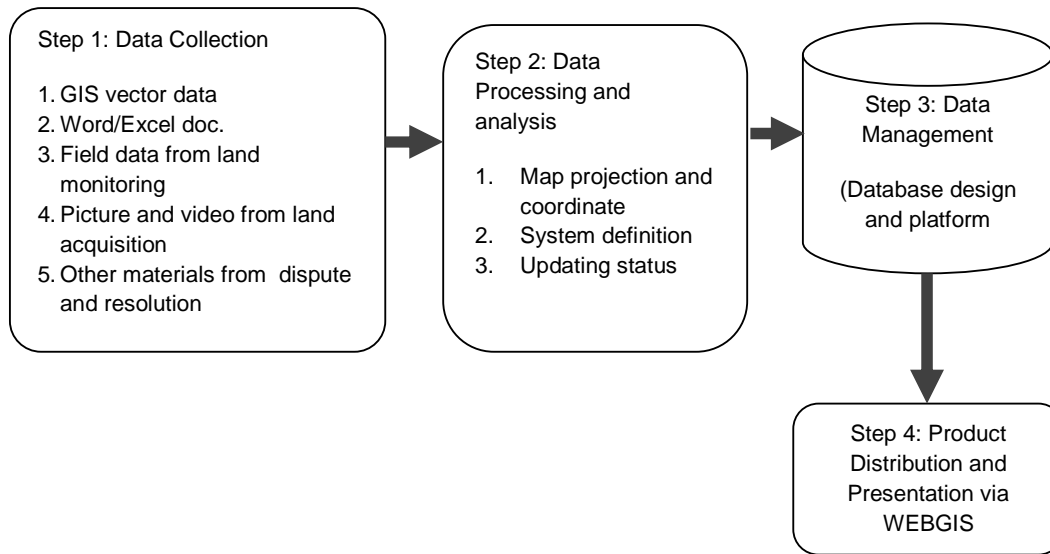 Step 1: Data Collection
1. GIS vector data
2. Word/Excel doc.
3. Field data from land
monitoring
4. Picture and video from land
acquisition
5. Other materials from dispute
and resolution
Step 2: Data
Processing and
analysis
1. Map projection and
coordinate
2. System definition
3. Updating status
Step 3: Data
Management
(Database design
and platform
Step 4: Product
Distribution and
Presentation via
WEBGIS